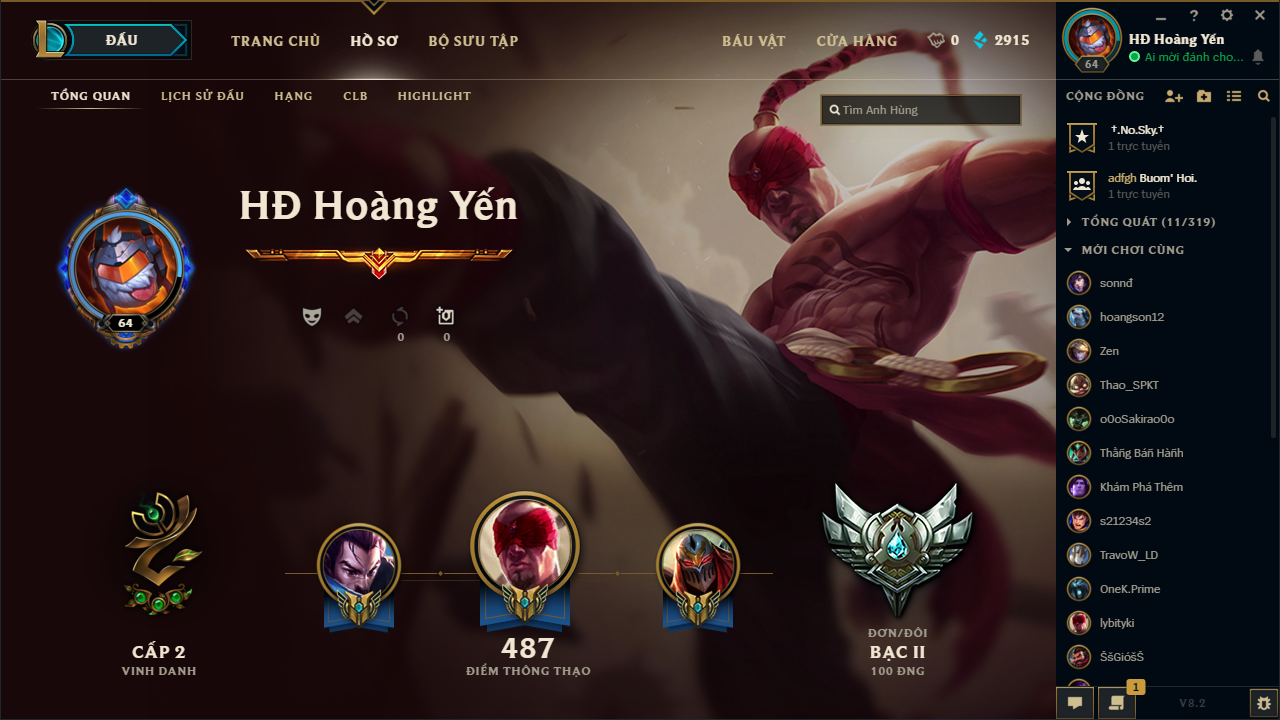 ĐẤU
TRANG CHỦ
HỒ SƠ
BỘ SƯU TẬP
BÁU VẬT
CỬA HÀNG
0
2915
HĐ Hoàng Yến
Ai mời đánh cho...
64
TỔNG QUAN
LỊCH SỬ ĐẤU
HẠNG
CLB
HIGHLIGHT
Tìm Anh Hùng
CỘNG ĐỒNG
†.No.Sky.†
1 trực tuyến
adfgh Buom' Hoi.
1 trực tuyến
TỔNG QUÁT (11/319)
MỚI CHƠI CÙNG
sonnđ
hoangson12
Zen
Thao_SPKT
o0oSakirao0o
Thằng Báñ Hàñh
Khám Phá Thêm
s21234s2
TravoW_LD
OneK.Prime
lybityki
ŠšGióšŠ
1
V8.2
HĐ Hoàng Yến
64
0
0
CẤP 2
VINH DANH
487
ĐIỂM THÔNG THẠO
ĐƠN/ĐÔI
BẠC II
100 ĐNG